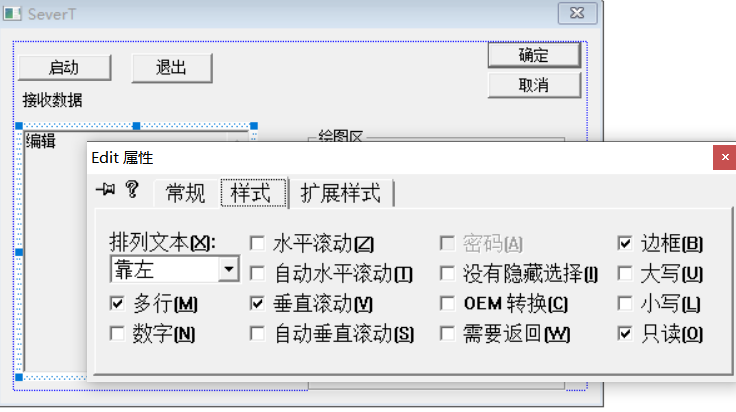 SeverT
启动 退出 确定
取消
接收数据
编辑 绘图区
Edit 属性
常规 样式 扩展样式
排列文本(X): 水平滚动(Z) 密码(A) 边框(B)
靠左 自动水平滚动(T) 没有隐藏选择(I) 大写(U)
多行(M) 垂直滚动(V) OEM 转换(C) 小写(L)
数字(N) 自动垂直滚动(S) 需要返回(W) 只读(O)